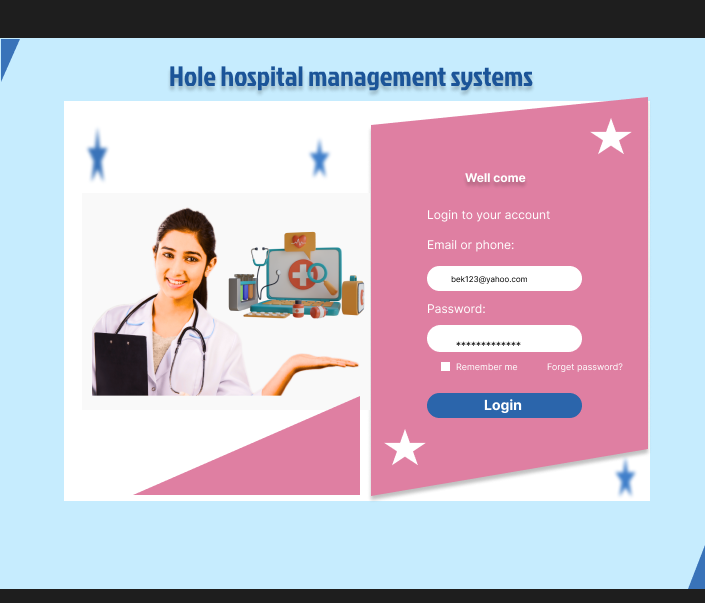 Hole hospital management systems
Well come
Login to your account
Email or phone:
bek123@yahoo.com
Password:
*************
Remember me
Forget password?
Login